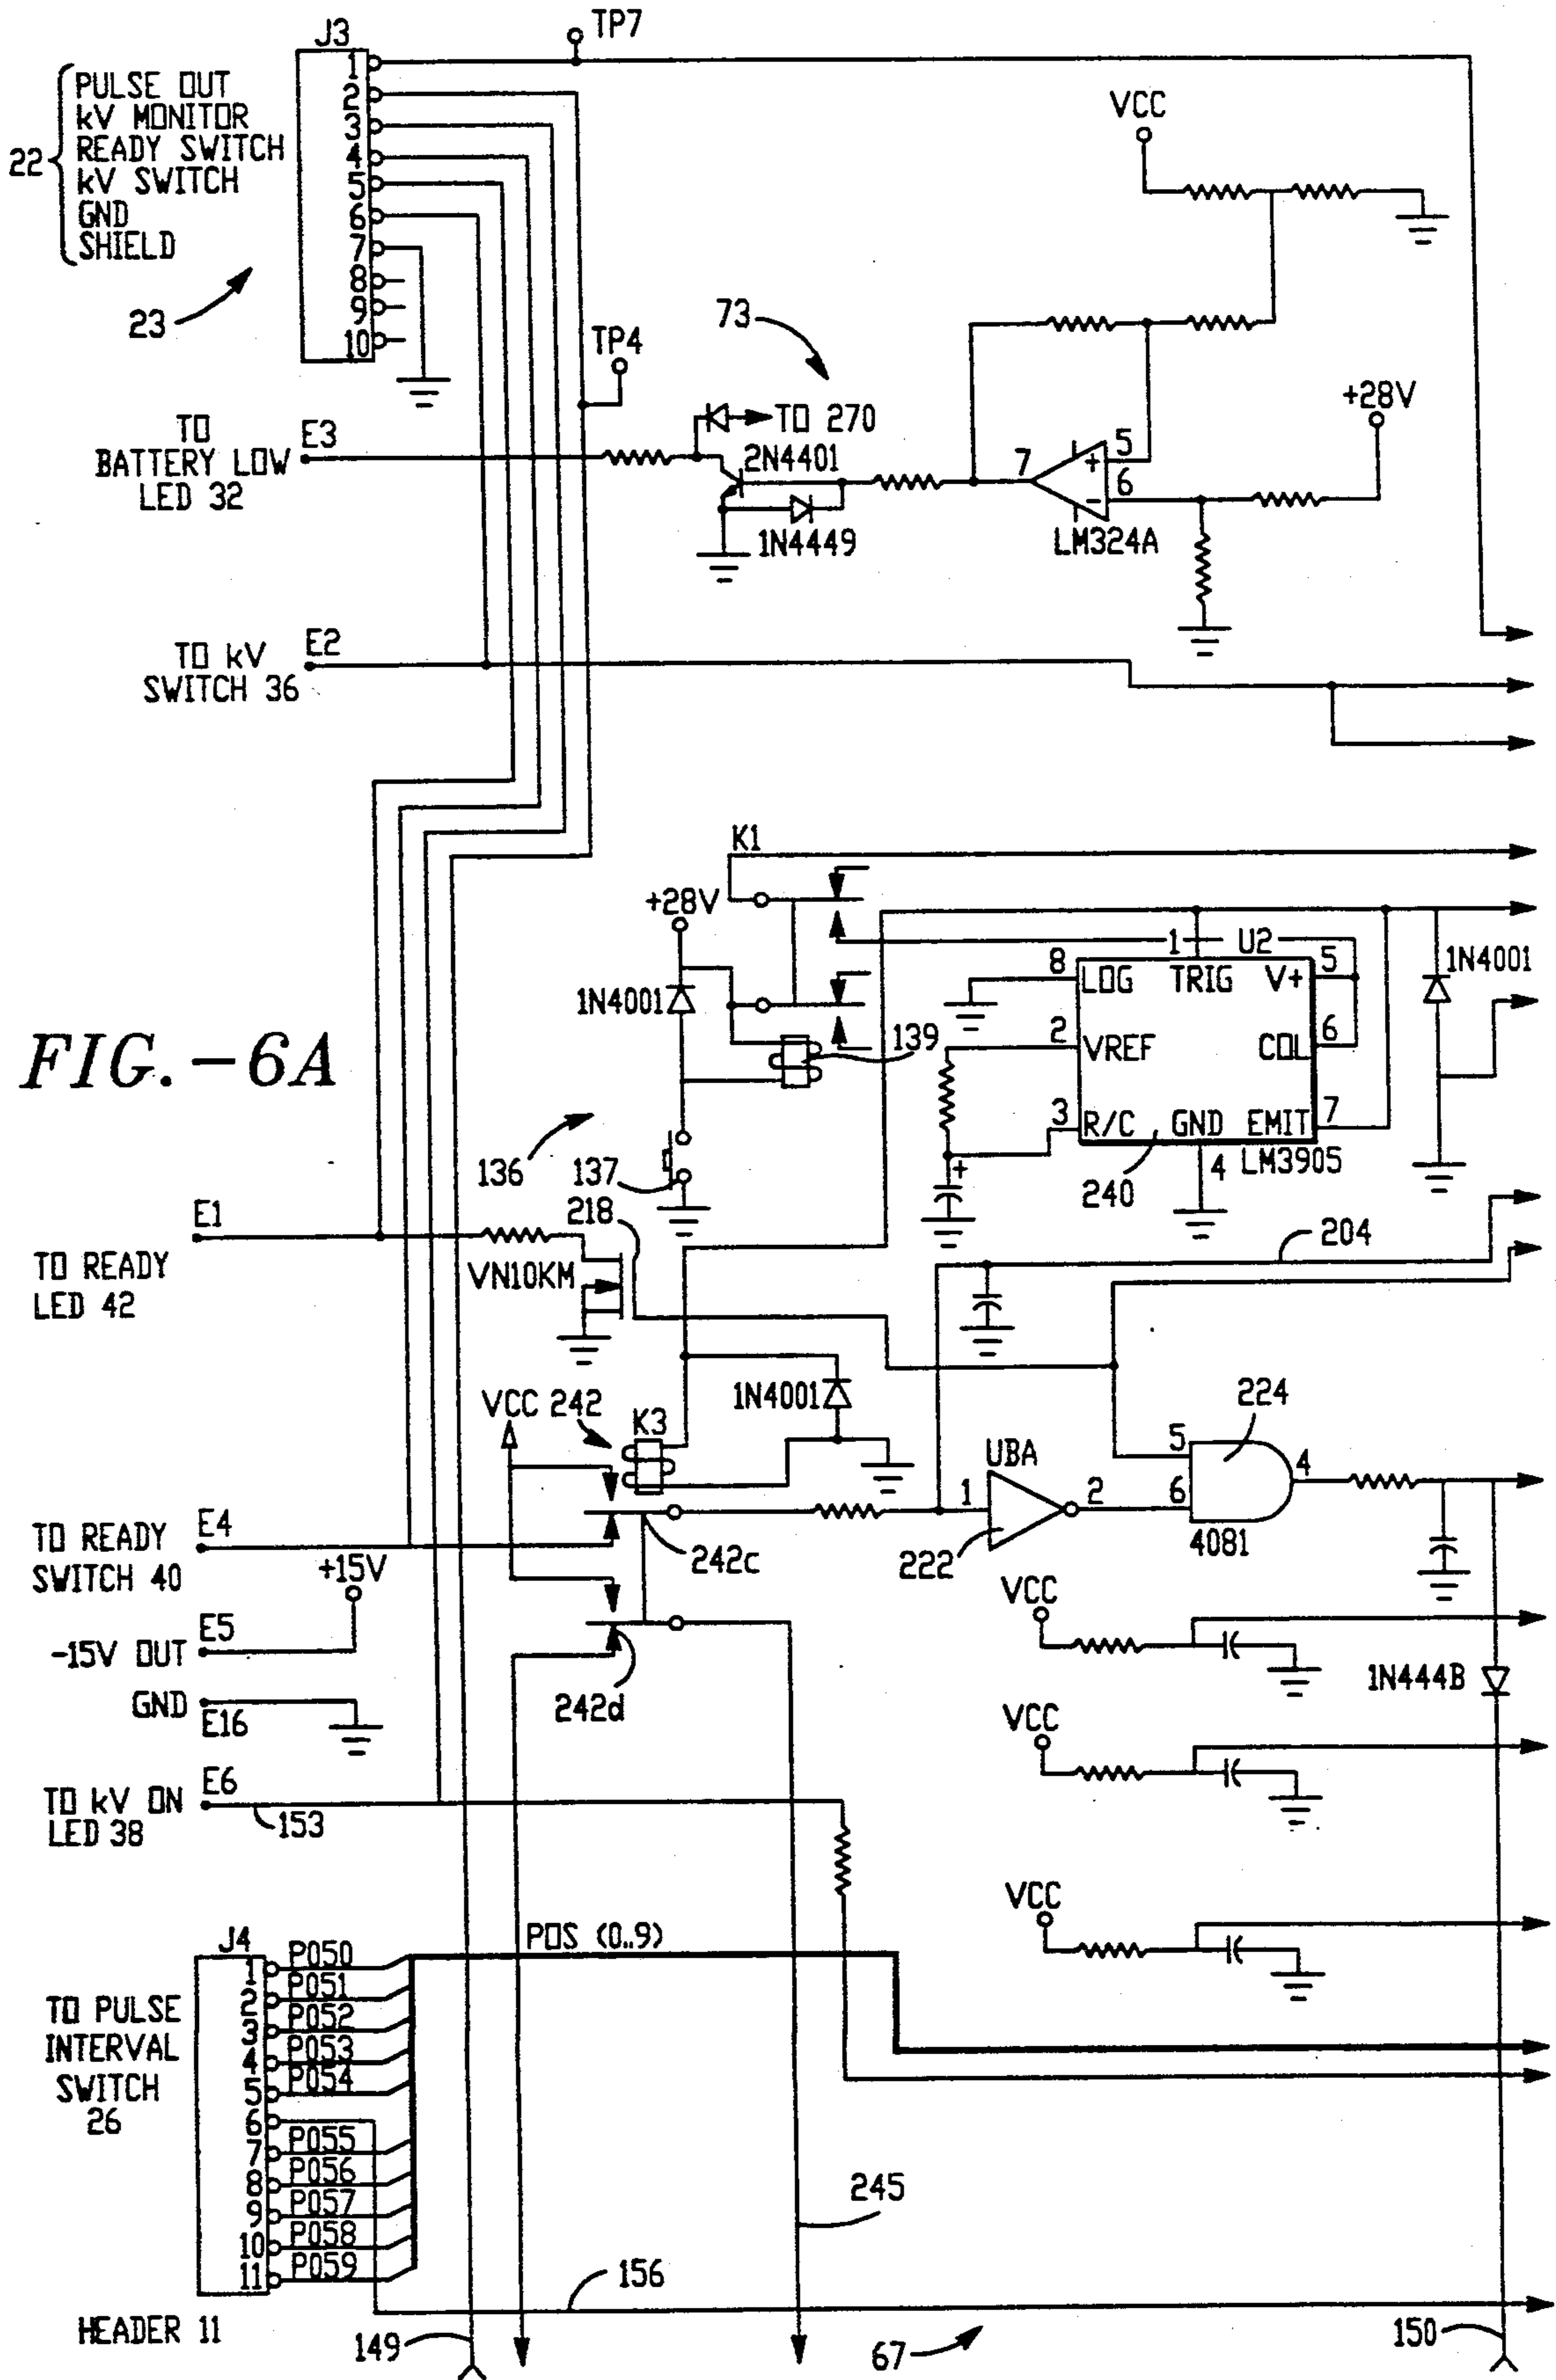 J3
TP7
1
2
3
4
5
6
7
8
9
10
22
PULSE OUT
kV MONITOR
READY SWITCH
kV SWITCH
GND
SHIELD
23
VCC
73
TP4
+28V
TO
BATTERY LOW
LED 32
E3
TO 270
2N4401
1N4449
7
5
+
6
-
LM324A
TO kV
SWITCH 36
E2
K1
+28V
1N4001
139
1
U2
8
LOG
TRIG
V+
5
1N4001
2
VREF
COL
6
3
R/C
GND
EMIT
7
4
LM3905
240
FIG.-6A
136
137
218
E1
TO READY
LED 42
VN10KM
204
VCC
242
K3
1N4001
224
UBA
1
2
5
6
4
4081
222
TO READY
SWITCH 40
E4
242c
+15V
-15V OUT
E5
GND
E16
242d
VCC
1N444B
VCC
TO kV ON
LED 38
E6
153
VCC
J4
POS (0..9)
1 P050
2 P051
3 P052
4 P053
5 P054
6
7 P055
8 P056
9 P057
10 P058
11 P059
TO PULSE
INTERVAL
SWITCH
26
245
156
HEADER 11
149
67
150